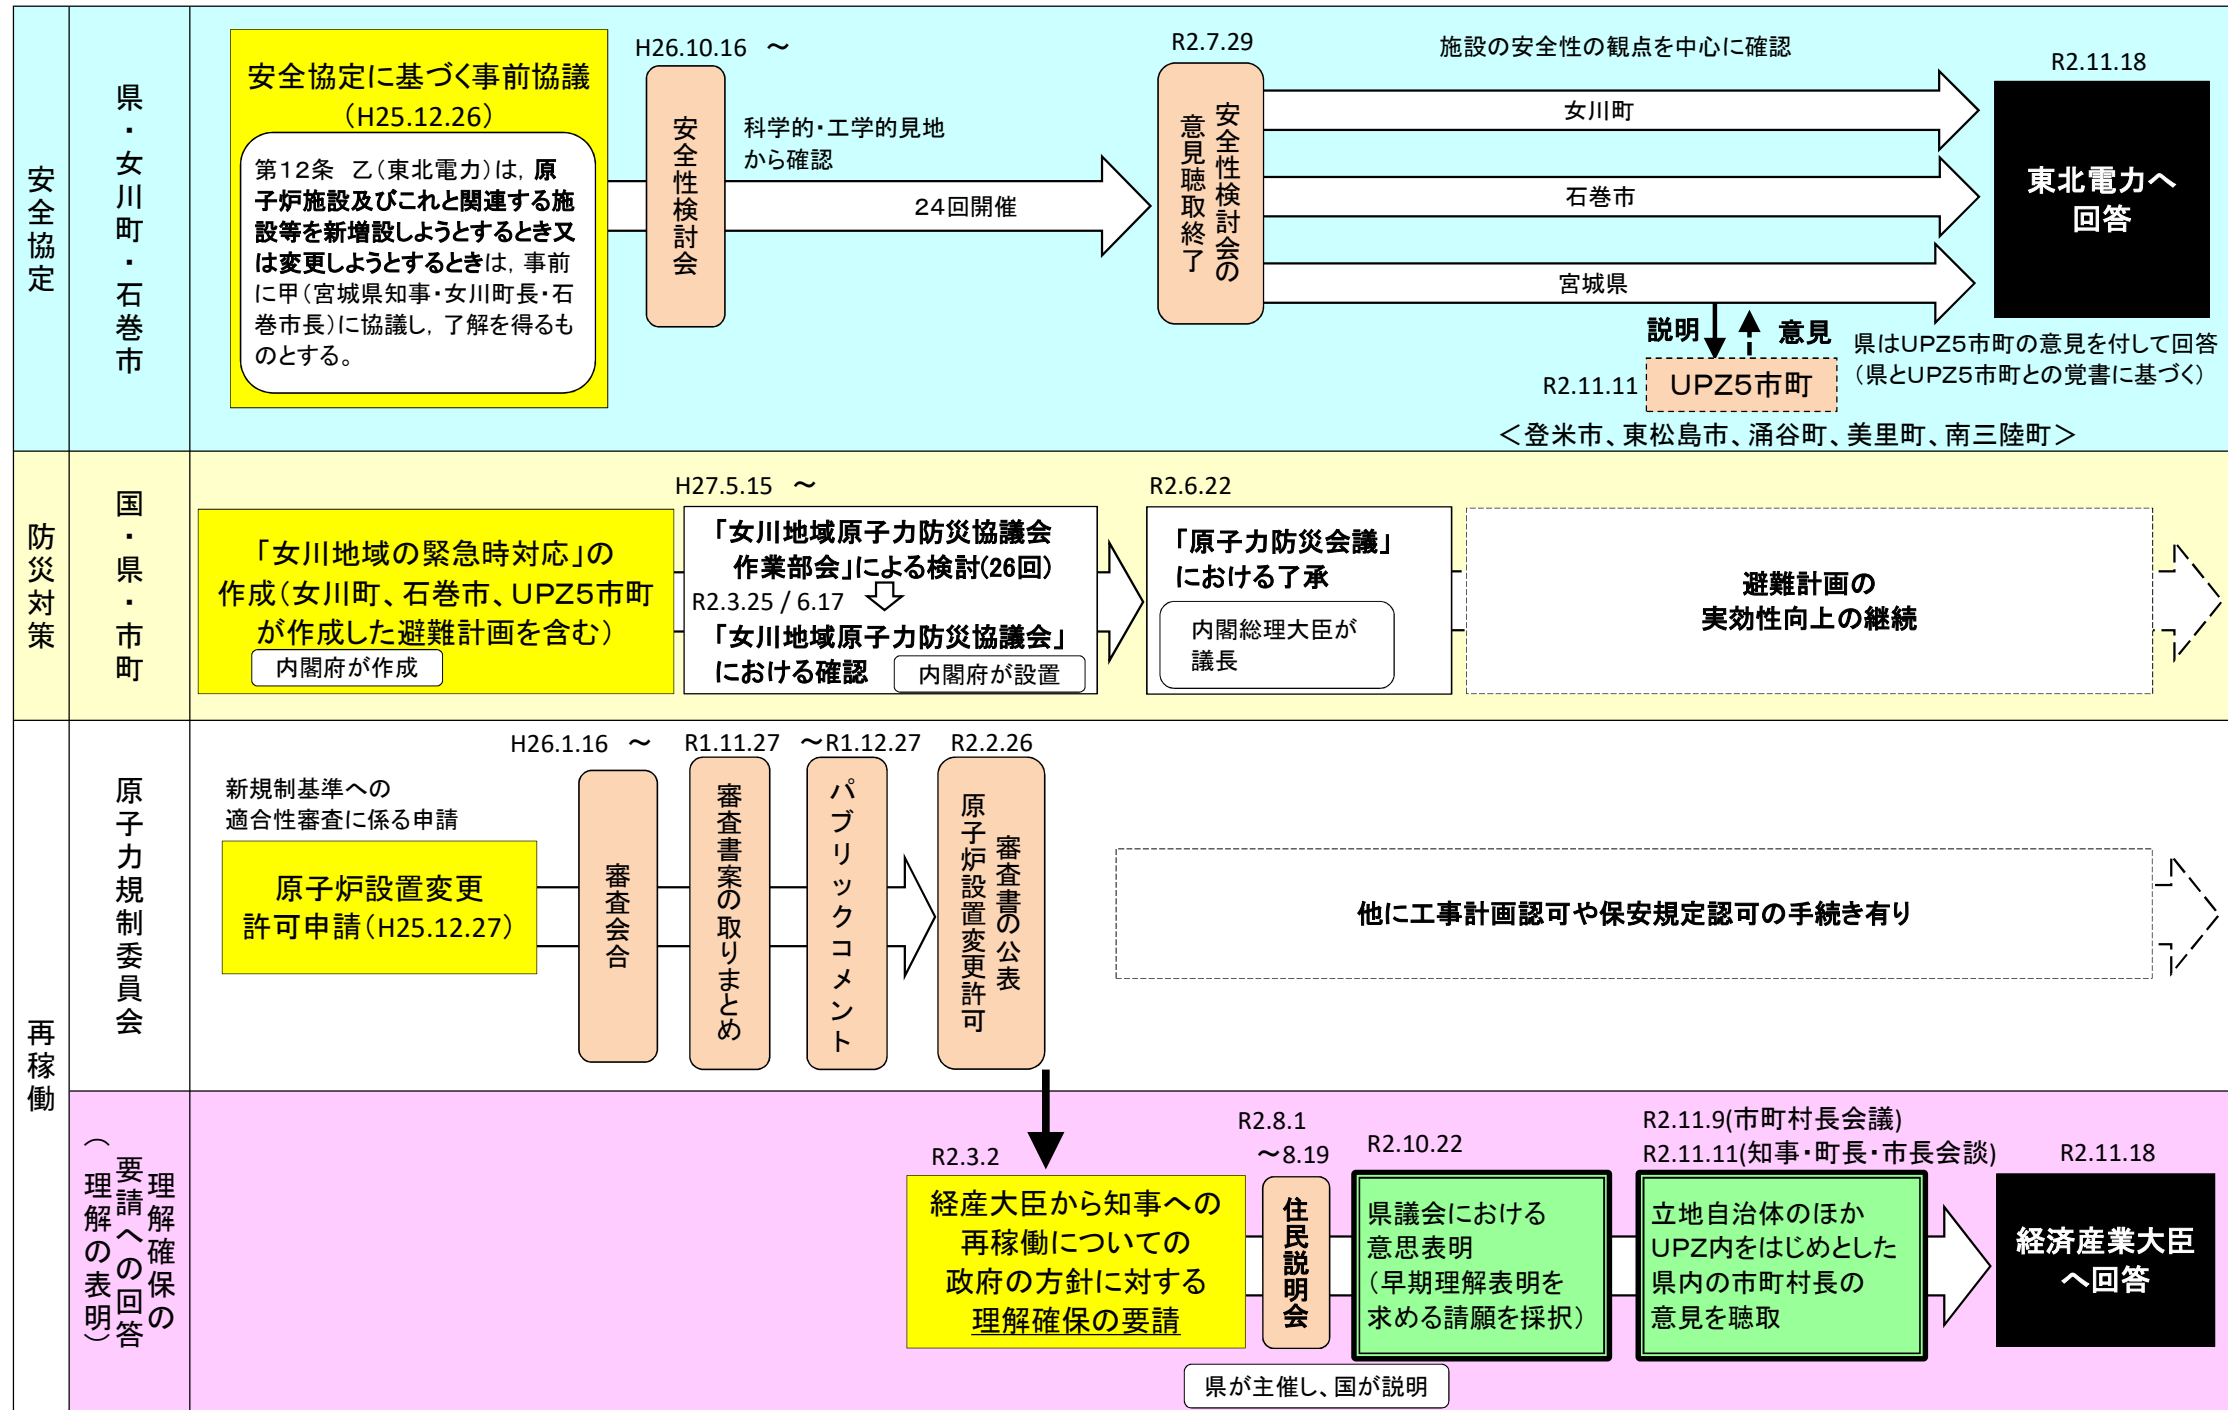 安全協定
県・女川町・石巻市
安全協定に基づく事前協議
（H25.12.26）
第12条　乙（東北電力）は，原
子炉施設及びこれと関連する施
設等を新増設しようとするとき又
は変更しようとするときは，事前
に甲（宮城県知事・女川町長・石
巻市長）に協議し，了解を得るも
のとする。
H26.10.16　～
安全性検討会
科学的・工学的見地
から確認
24回開催
R2.7.29
安全性検討会の
意見聴取終了
施設の安全性の観点を中心に確認
女川町
石巻市
宮城県
R2.11.18
東北電力へ
回答
説明
意見
県はUPZ5市町の意見を付して回答
（県とUPZ5市町との覚書に基づく）
R2.11.11
UPZ5市町
＜登米市、東松島市、涌谷町、美里町、南三陸町＞
防災対策
国・県・市町
「女川地域の緊急時対応」の
作成（女川町、石巻市、UPZ5市町
が作成した避難計画を含む）
内閣府が作成
H27.5.15　～
「女川地域原子力防災協議会
作業部会」による検討(26回)
R2.3.25 / 6.17
「女川地域原子力防災協議会」
における確認
内閣府が設置
R2.6.22
「原子力防災会議」
における了承
内閣総理大臣が
議長
避難計画の
実効性向上の継続
再稼働
原子力規制委員会
新規制基準への
適合性審査に係る申請
原子炉設置変更
許可申請（H25.12.27）
H26.1.16　～
審査会合
R1.11.27
審査書案の取りまとめ
～R1.12.27
パブリックコメント
R2.2.26
審査書の公表
原子炉設置変更許可
他に工事計画認可や保安規定認可の手続き有り
理解確保の
要請への回答
（理解の表明）
R2.3.2
経産大臣から知事への
再稼働についての
政府の方針に対する
理解確保の要請
R2.8.1
～8.19
住民説明会
県が主催し、国が説明
R2.10.22
県議会における
意思表明
（早期理解表明を
求める請願を採択）
R2.11.9(市町村長会議)
R2.11.11(知事・町長・市長会談)
立地自治体のほか
UPZ内をはじめとした
県内の市町村長の
意見を聴取
R2.11.18
経済産業大臣
へ回答